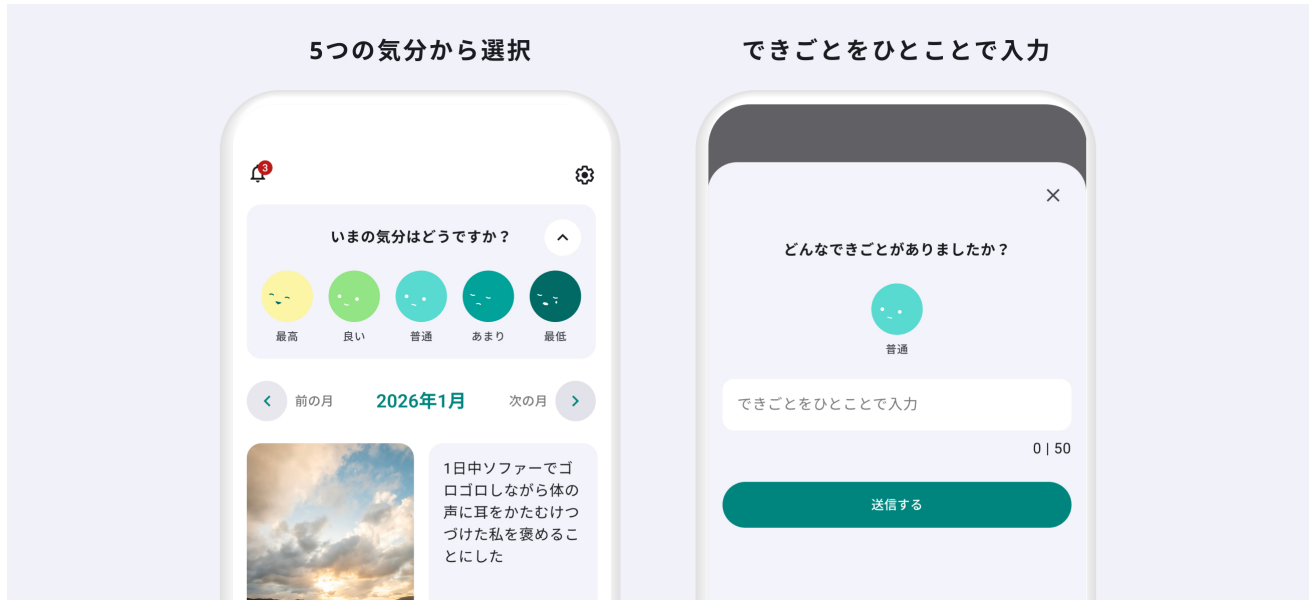 5つの気分から選択
できごとをひとことで入力
3
いまの気分はどうですか？
最高 良い 普通 あまり 最低
前の月 2026年1月 次の月
1日中ソファーでゴ
ロゴロしながら体の
声に耳をかたむけつ
づけた私を褒めるこ
とにした
どんなできごとがありましたか？
普通
できごとをひとことで入力
0 | 50
送信する